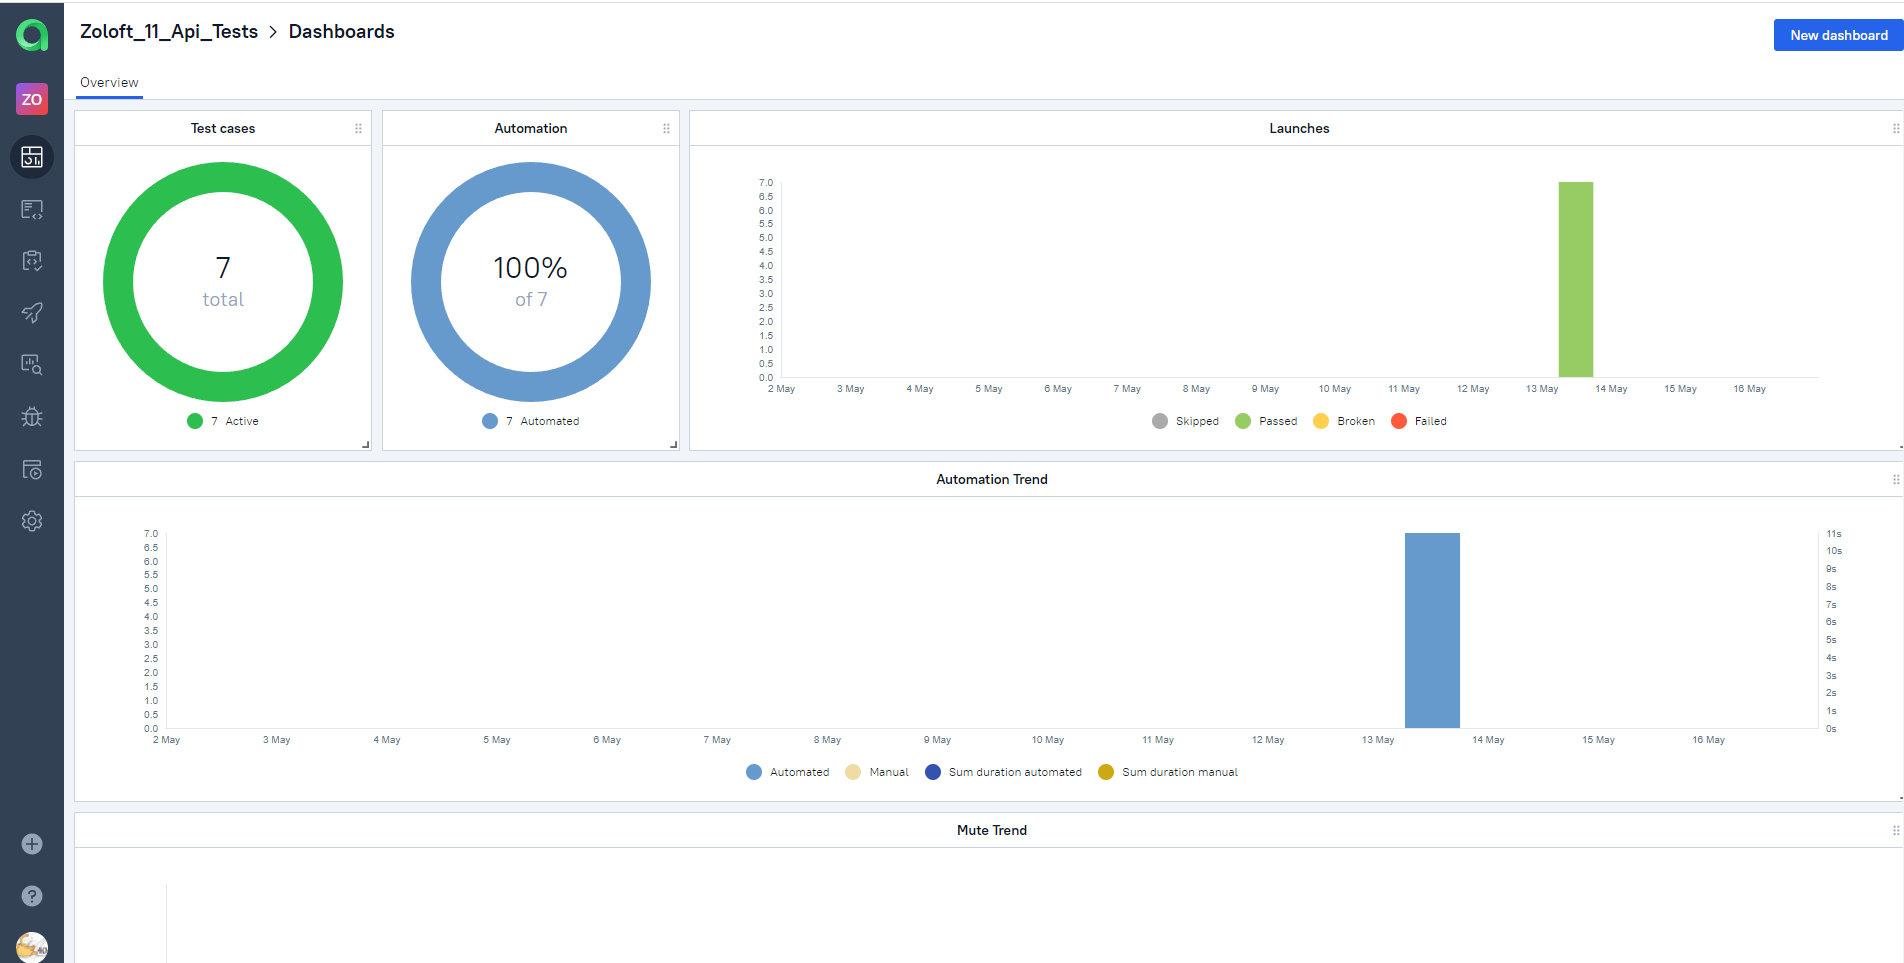 Zoloft_11_Api_Tests > Dashboards
New dashboard
Overview
ZO
Test cases
7
total
7 Active
Automation
100%
of 7
7 Automated
Launches
7.0
6.5
6.0
5.5
5.0
4.5
4.0
3.5
3.0
2.5
2.0
1.5
1.0
0.5
0.0
2 May 3 May 4 May 5 May 6 May 7 May 8 May 9 May 10 May 11 May 12 May 13 May 14 May 15 May 16 May
Skipped Passed Broken Failed
Automation Trend
7.0
6.5
6.0
5.5
5.0
4.5
4.0
3.5
3.0
2.5
2.0
1.5
1.0
0.5
0.0
11s
10s
9s
8s
7s
6s
5s
4s
3s
2s
1s
0s
2 May 3 May 4 May 5 May 6 May 7 May 8 May 9 May 10 May 11 May 12 May 13 May 14 May 15 May 16 May
Automated Manual Sum duration automated Sum duration manual
Mute Trend